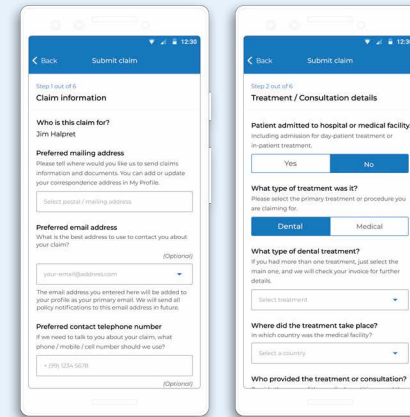 12:30
Back
Submit claim
Step 1 out of 6
Claim information
Who is this claim for?
Jim Halpret
Preferred mailing address
Please tell where would you like us to send claims
information and documents. You can add or update
your correspondence address in My Profile.
Select postal / mailing address
Preferred email address
What is the best address to use to contact you about
your claim?
(Optional)
your-email@address.com
The email address you entered here will be added to
your profile as your primary email. We will send all
policy notifications to this email address in future.
Preferred contact telephone number
If we need to talk to you about your claim, what
phone / mobile / cell number should we use?
+ (99) 1234 5678
(Optional)
12:30
Back
Submit claim
Step 2 out of 6
Treatment / Consultation details
Patient admitted to hospital or medical facility
Including admission for day-patient treatment or
in-patient treatment.
Yes
No
What type of treatment was it?
Please select the primary treatment or procedure you
are claiming for.
Dental
Medical
What type of dental treatment?
If you had more than one treatment, just select the
main one, and we will check your invoice for further
details.
Select treatment
Where did the treatment take place?
In which country was the medical facility?
Select a country
Who provided the treatment or consultation?